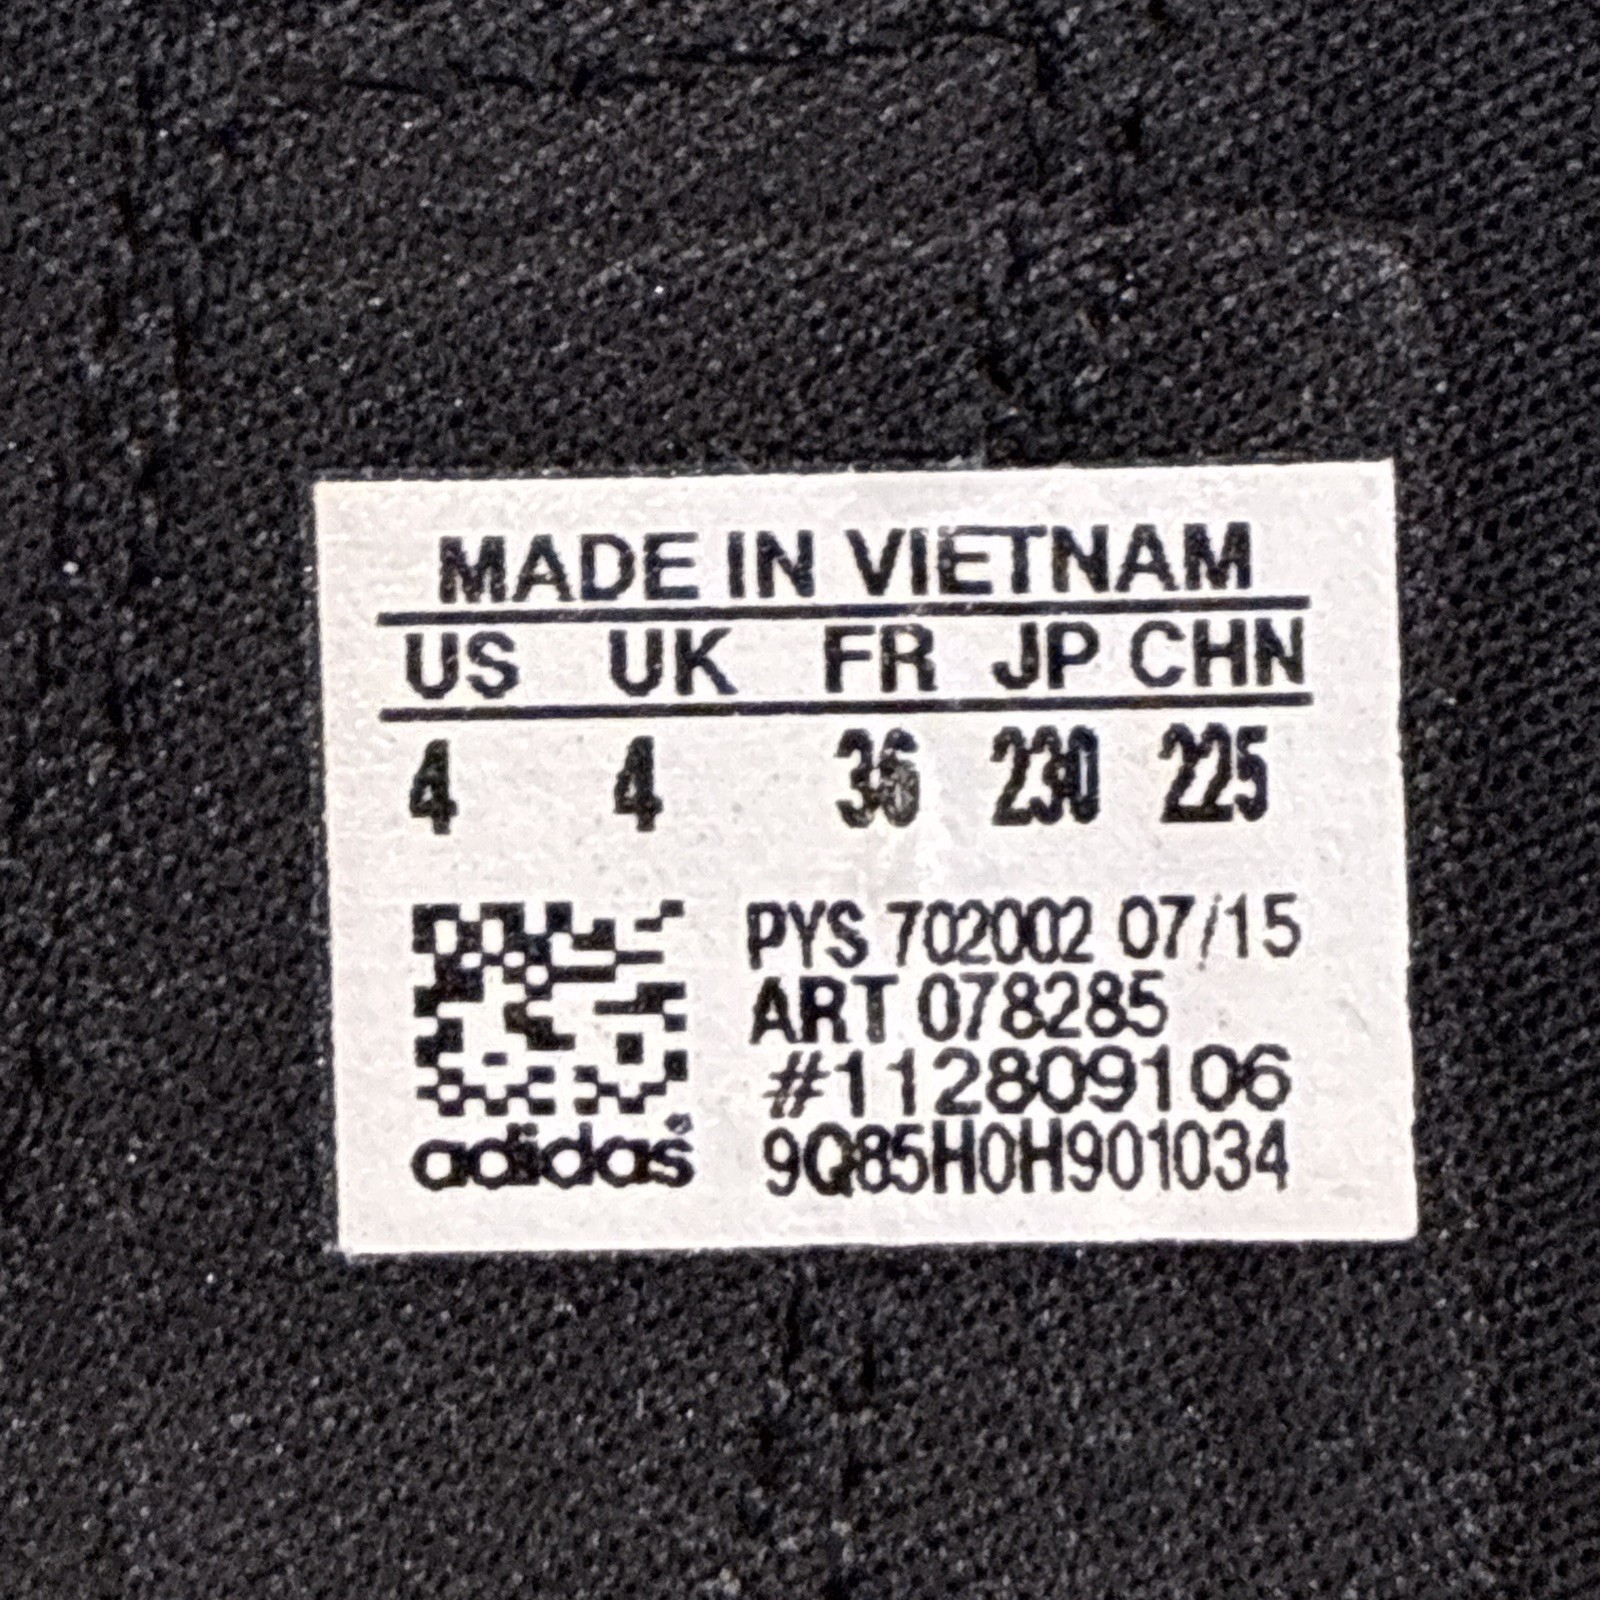 MADE IN VIETNAM
US UK FR JP CHN
4 4 36 230 225
PYS 702002 07/15
ART 078285
#112809106
9Q85H0H901034
adidas®